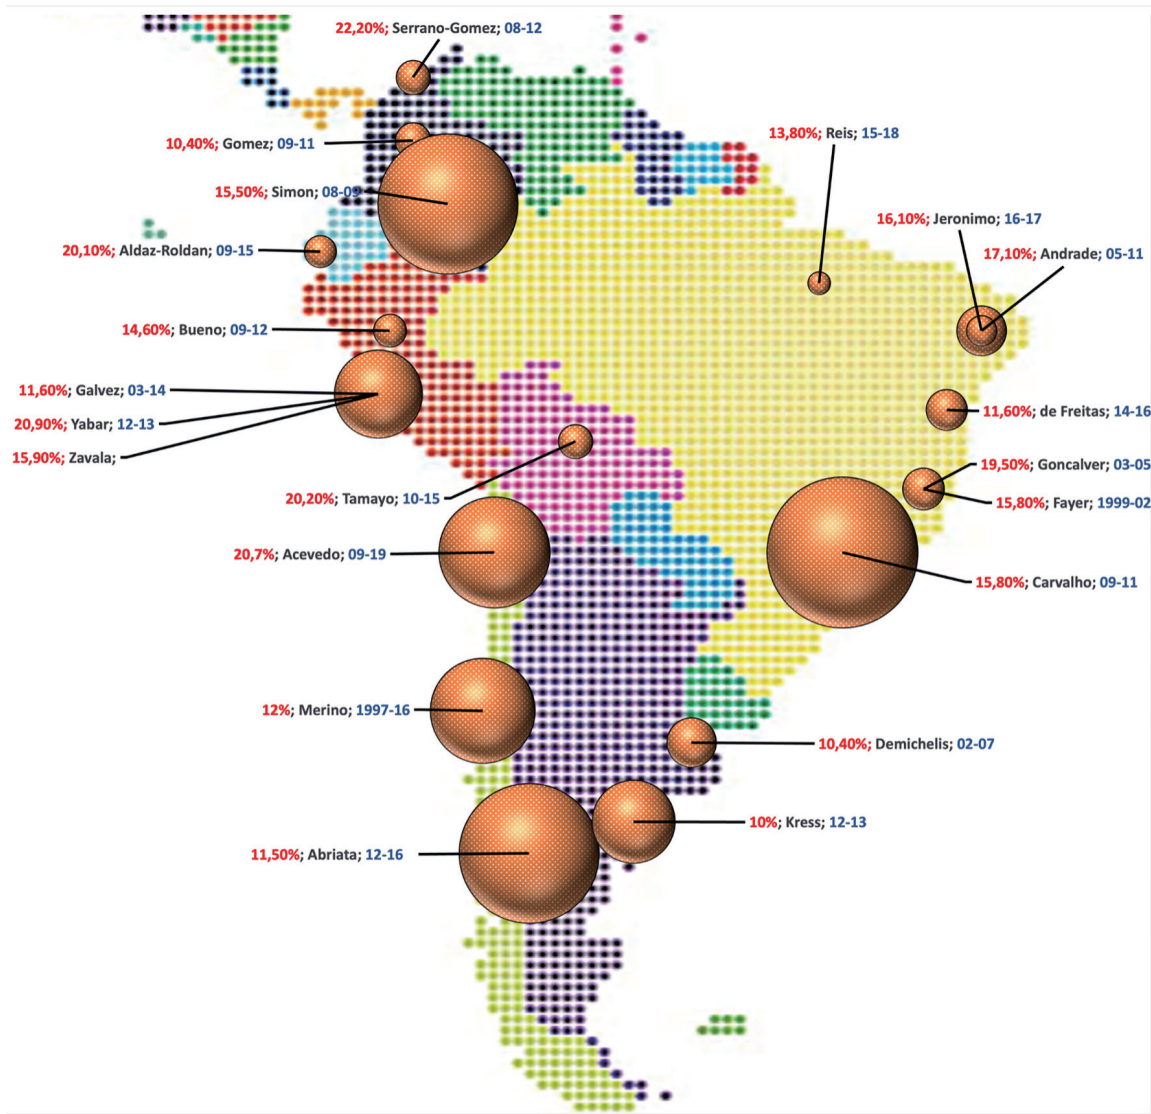 22,20%; Serrano-Gomez; 08-12
13,80%; Reis; 15-18
10,40%; Gomez; 09-11
15,50%; Simon; 08-09
16,10%; Jeronimo; 16-17
20,10%; Aldaz-Roldan; 09-15
17,10%; Andrade; 05-11
14,60%; Bueno; 09-12
11,60%; Galvez; 03-14
11,60%; de Freitas; 14-16
20,90%; Yabar; 12-13
15,90%; Zavala;
19,50%; Goncalver; 03-05
20,20%; Tamayo; 10-15
15,80%; Fayer; 1999-02
20,7%; Acevedo; 09-19
15,80%; Carvalho; 09-11
12%; Merino; 1997-16
10,40%; Demichelis; 02-07
10%; Kress; 12-13
11,50%; Abriata; 12-16